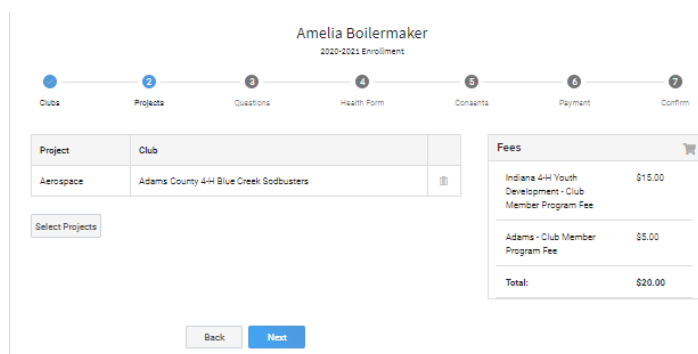 Amelia Boilermaker
2020-2021 Enrollment
2 3 4 5 6 7
Clubs Projects Questions Health Form Consents Payment Confirm
Project Club
Aerospace Adams County 4-H Blue Creek Sodbusters
Select Projects
Back Next
Fees
Indiana 4-H Youth $15.00
Development - Club
Member Program Fee
Adams - Club Member $5.00
Program Fee
Total: $20.00